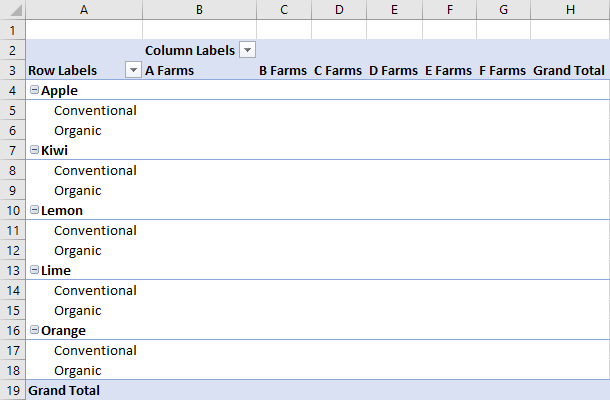 A B C D E F G H
1
2 Column Labels
3 Row Labels A Farms B Farms C Farms D Farms E Farms F Farms Grand Total
4 Apple
5 Conventional
6 Organic
7 Kiwi
8 Conventional
9 Organic
10 Lemon
11 Conventional
12 Organic
13 Lime
14 Conventional
15 Organic
16 Orange
17 Conventional
18 Organic
19 Grand Total